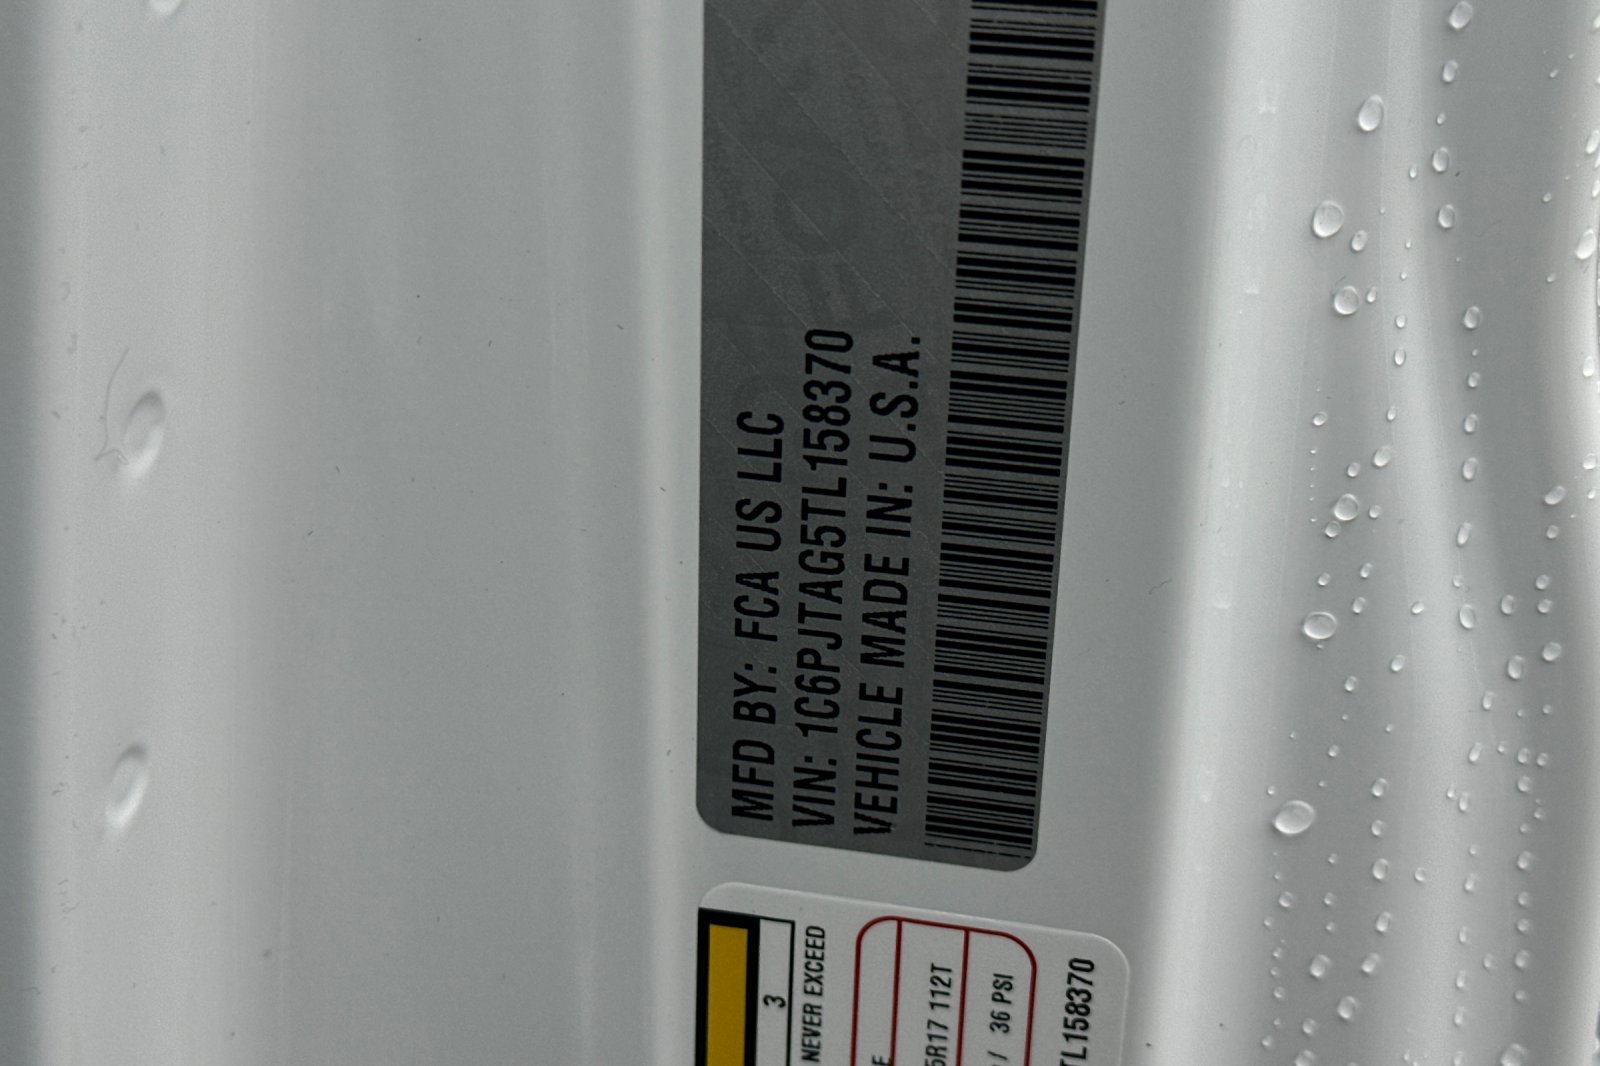 MFD BY: FCA US LLC
VIN: 1C6PJTAG5TL158370
VEHICLE MADE IN: U.S.A.
3
NEVER EXCEED
5R17 112T
/ 36 PSI
TL158370